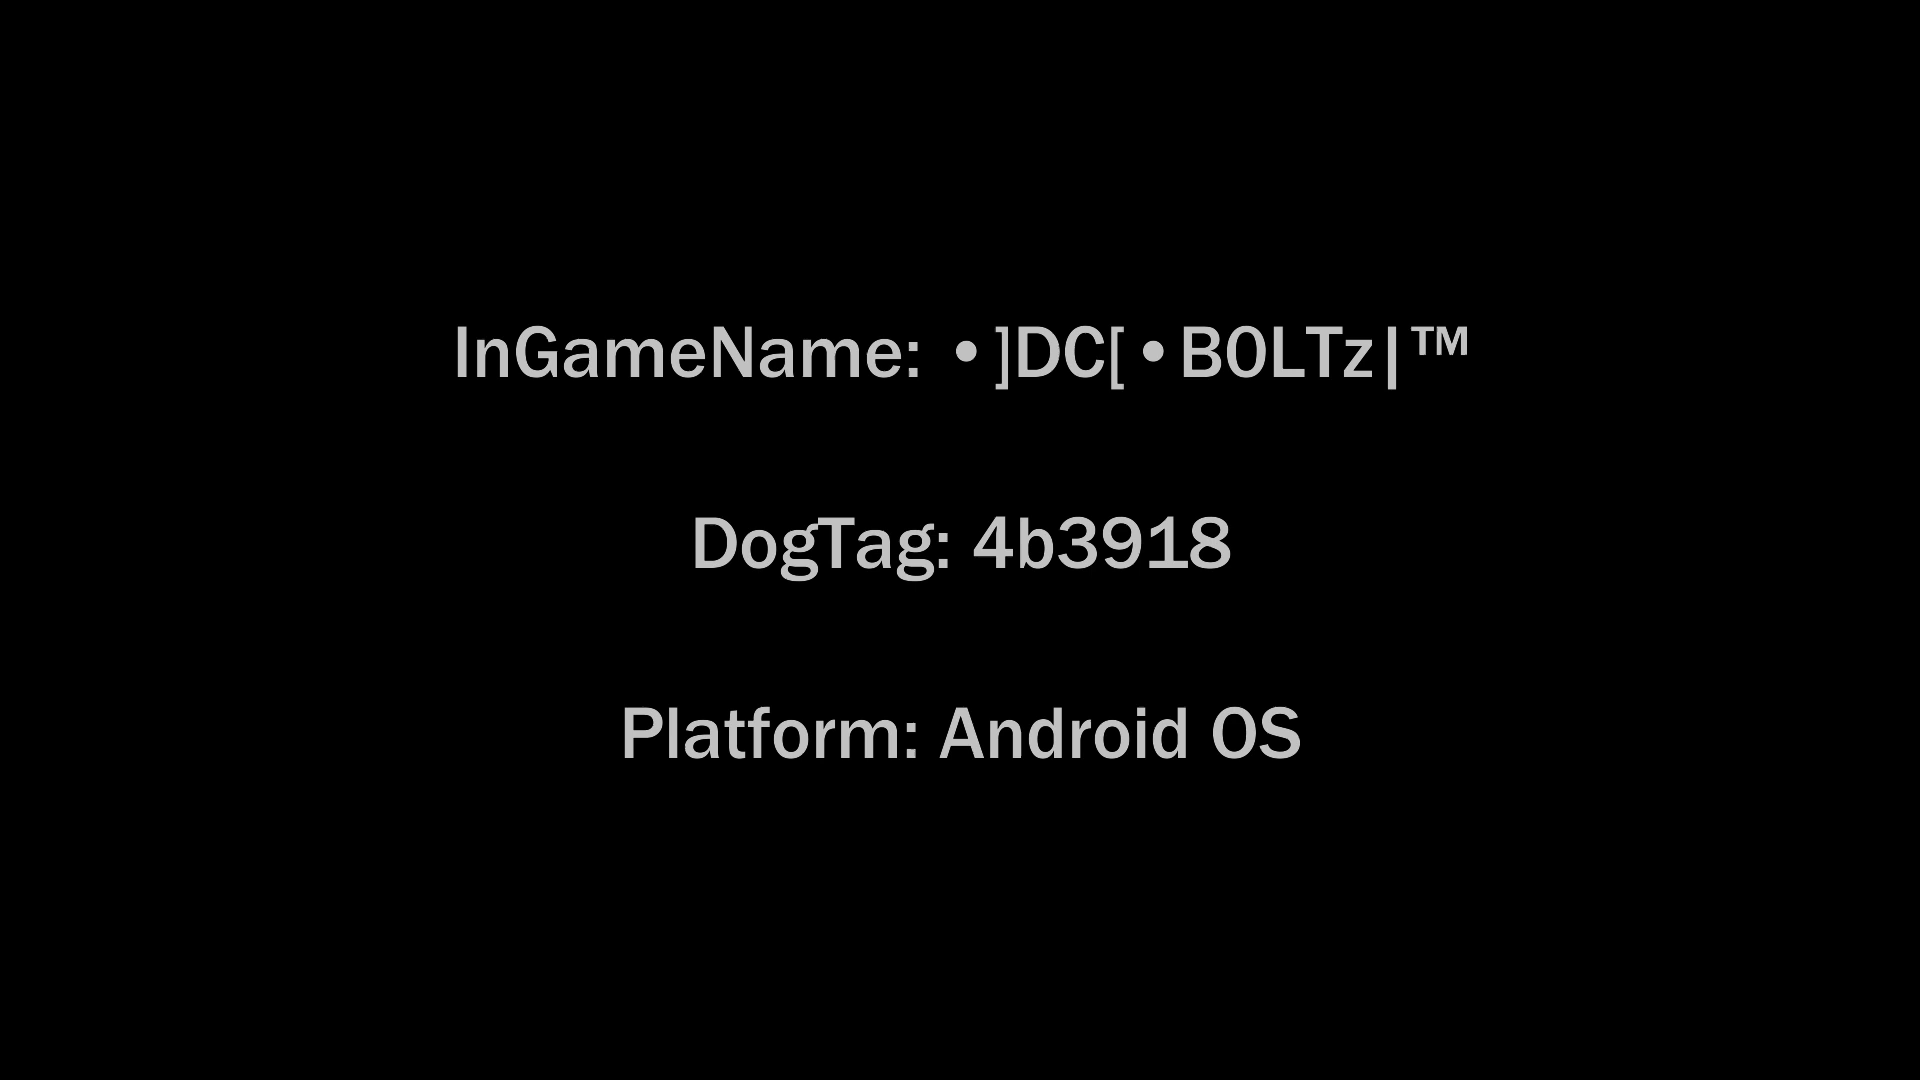 InGameName: •]DC[•B0LTz|™
DogTag: 4b3918
Platform: Android OS